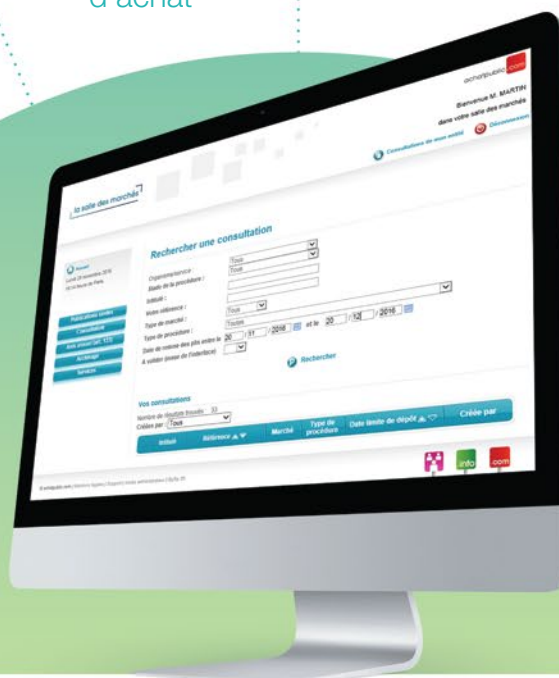 d'achat
achatpublic.com
Bienvenue M. MARTIN
dans votre salle des marchés
Consultations de mon entité Déconnexion
la salle des marchés
Accueil
Lundi 28 novembre 2016
Rechercher une consultation
Organisme/service : Tous
Etape de la procédure : Tous
Intitulé :
Votre référence :
Type de marché : Tous
Type de procédure : Toutes
Date de remise des plis entre le 20 / 11 / 2016 et le 20 / 12 / 2016
A valider (issue de l'interface)
Rechercher
Publications isolées
Consultation
Archivage
Services
Vos consultations
Nombre de résultats trouvés : 33
Créées par : Tous
Intitulé Référence Marché Type de procédure Date limite de dépôt Créée par
.info .com